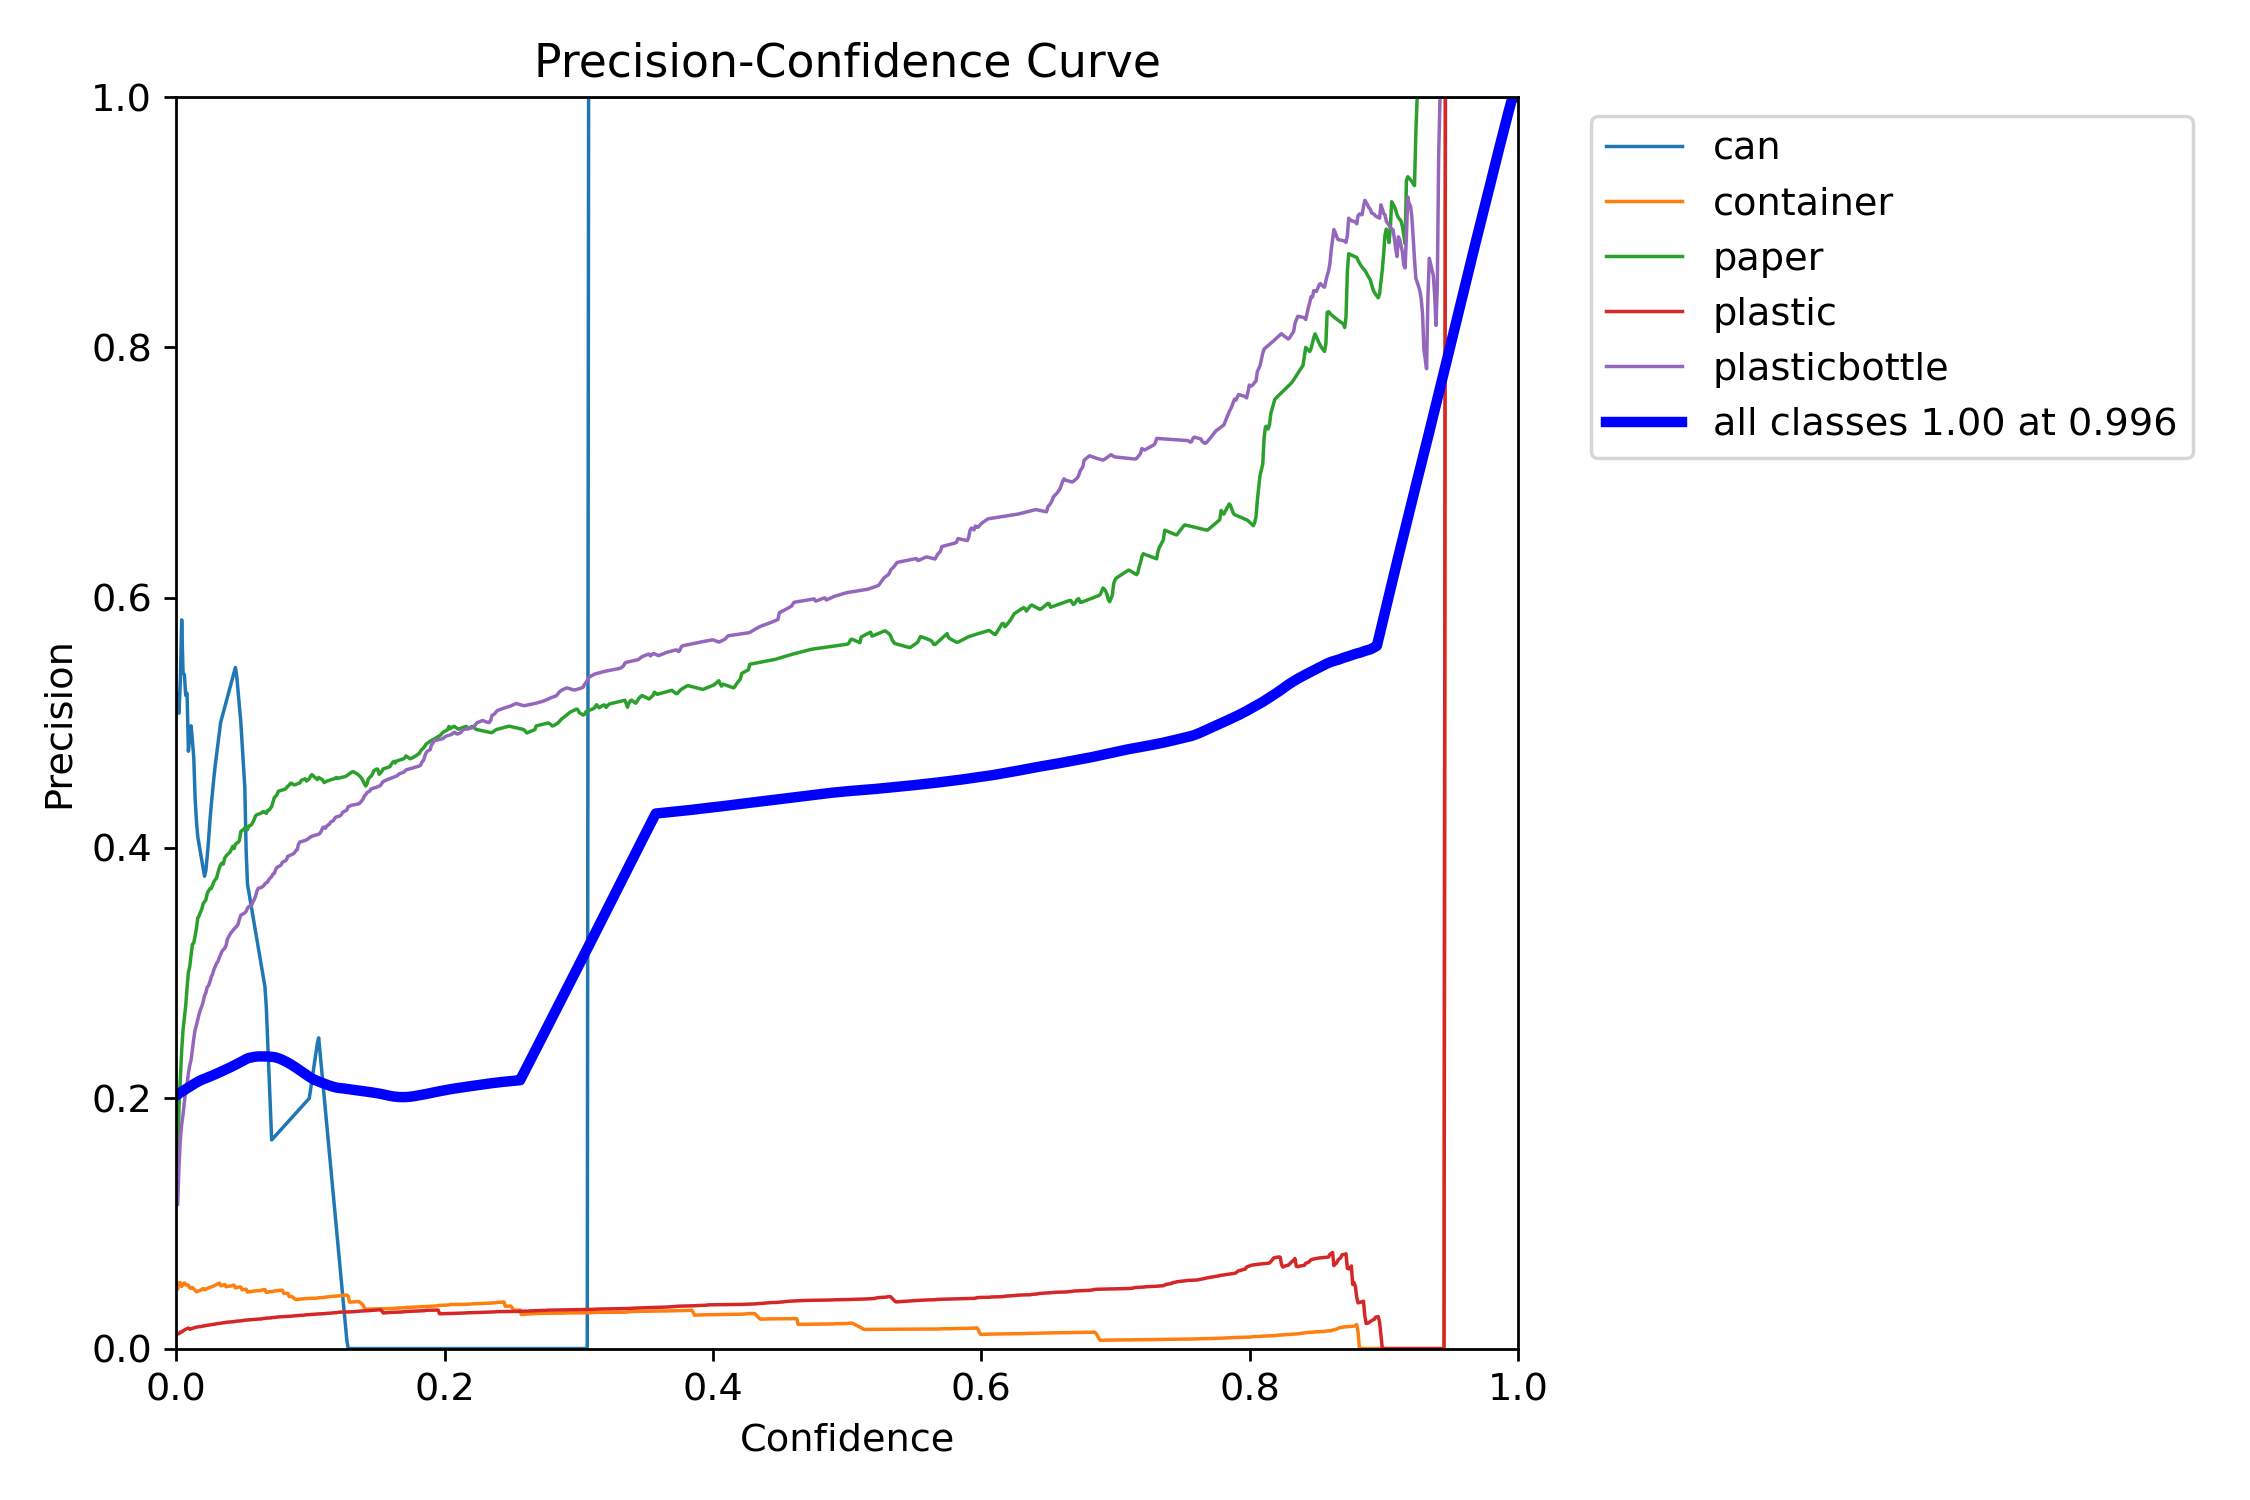 Precision-Confidence Curve
1.0
0.8
0.6
0.4
0.2
0.0
Precision
0.0 0.2 0.4 0.6 0.8 1.0
Confidence
can
container
paper
plastic
plasticbottle
all classes 1.00 at 0.996